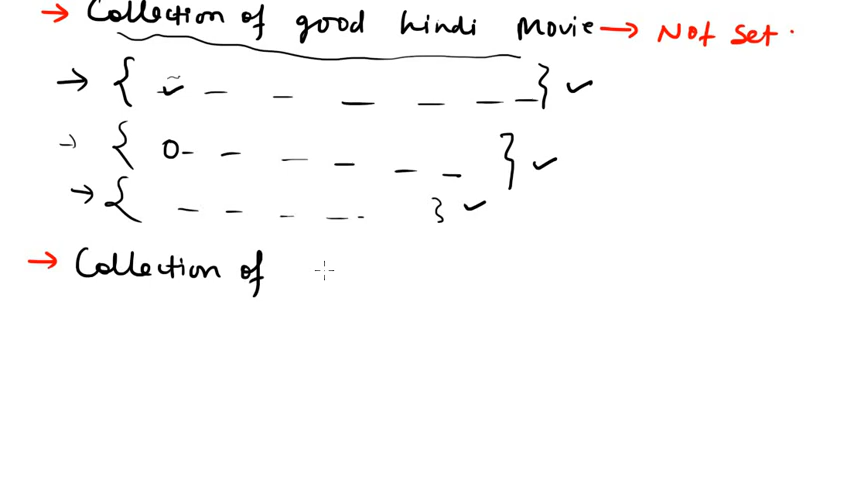 → Collection of good hindi Movie → Not Set.
→ { ✓ _ _ _ _ _ _ } ✓
→ { 0 - _ _ _ _ _ } ✓
→ { _ _ _ _ . } ✓
→ Collection of